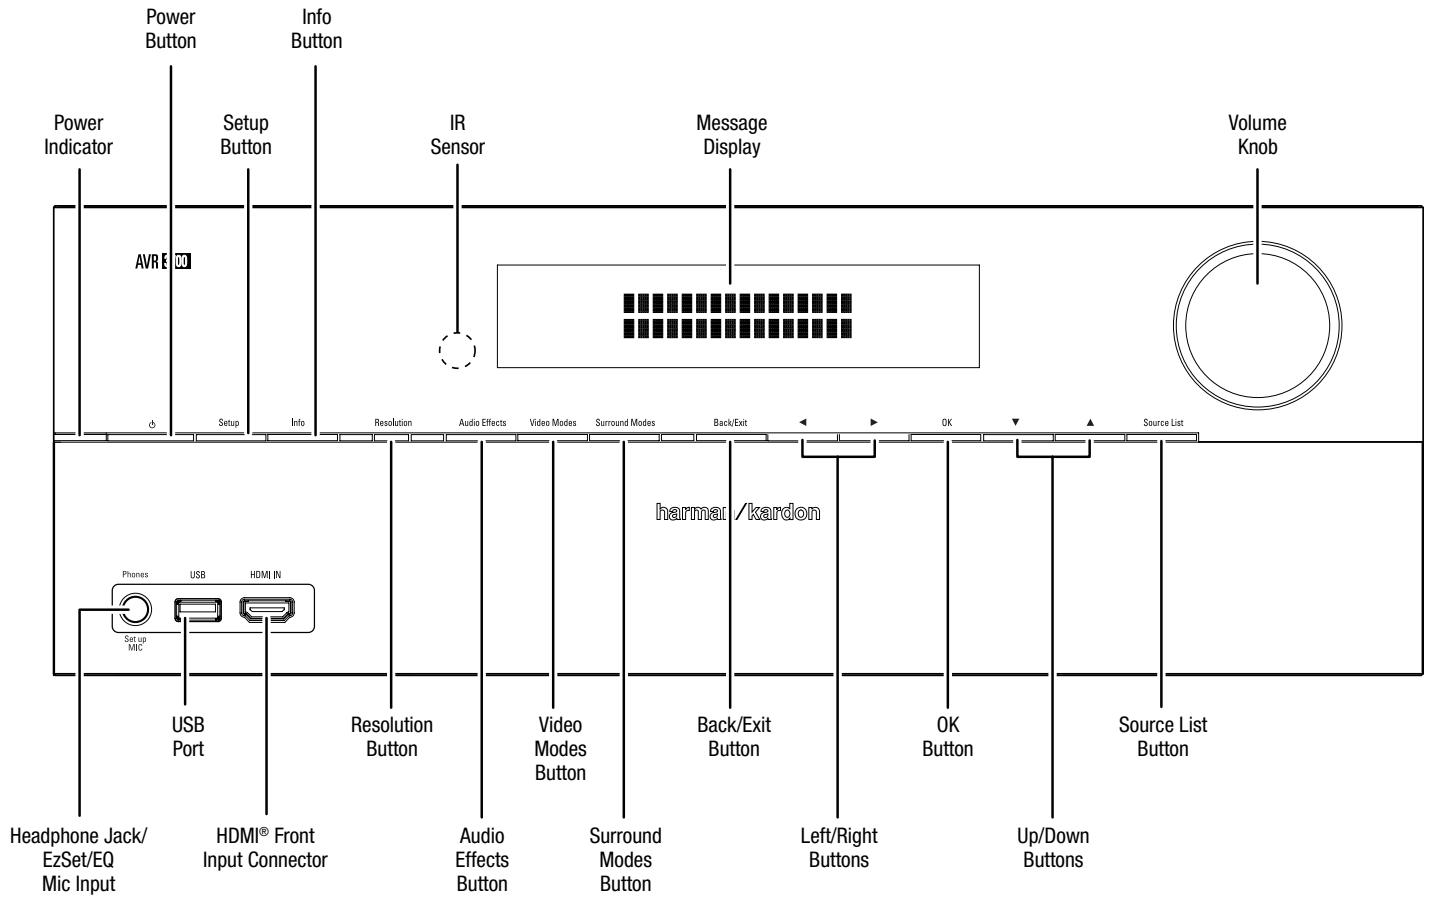 Power
Button
Info
Button
Power
Indicator
Setup
Button
IR
Sensor
Message
Display
Volume
Knob
AVR
Setup
Info
Resolution
Audio Effects
Video Modes
Surround Modes
Back/Exit
◄
►
OK
▼
▲
Source List
harman/kardon
Phones
USB
HDMI IN
Set up
MIC
USB
Port
Resolution
Button
Video
Modes
Button
Back/Exit
Button
OK
Button
Source List
Button
Headphone Jack/
EzSet/EQ
Mic Input
HDMI® Front
Input Connector
Audio
Effects
Button
Surround
Modes
Button
Left/Right
Buttons
Up/Down
Buttons